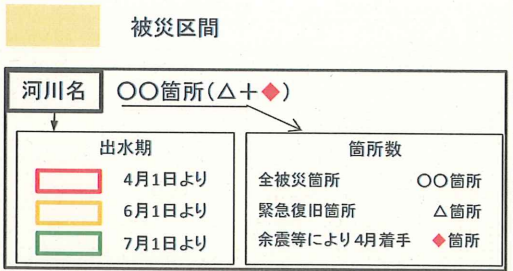 被災区間
河川名 〇〇箇所(△+◆)
出水期
4月1日より
6月1日より
7月1日より
箇所数
全被災箇所 〇〇箇所
緊急復旧箇所 △箇所
余震等により4月着手 ◆箇所